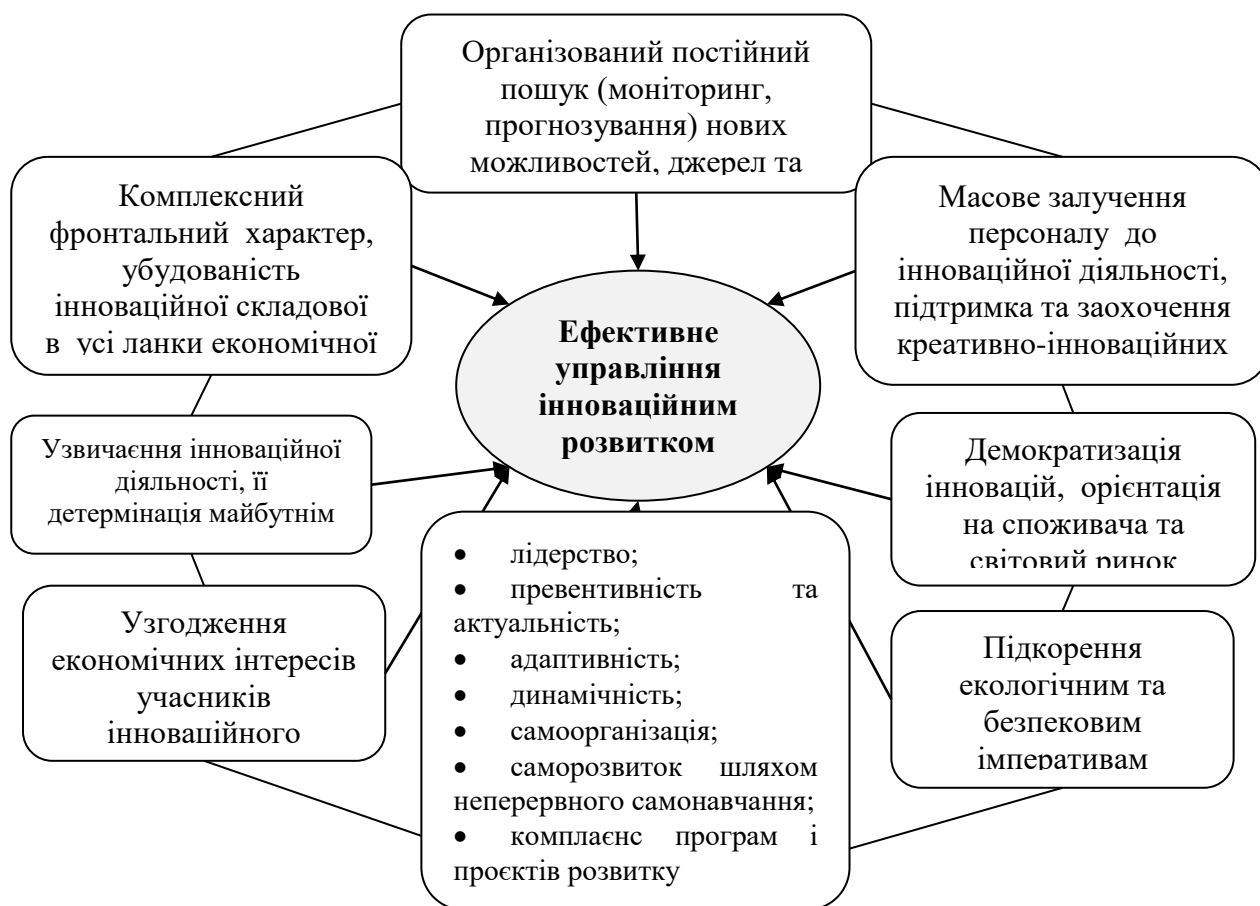 Організований постійний
пошук (моніторинг,
прогнозування) нових
можливостей, джерел та
Комплексний
фронтальний характер,
убудованість
інноваційної складової
в усі ланки економічної
Масове залучення
персоналу до
інноваційної діяльності,
підтримка та заохочення
креативно-інноваційних
Ефективне
управління
інноваційним
розвитком
Узвичаєння інноваційної
діяльності, її
детермінація майбутнім
Демократизація
інновацій, орієнтація
на споживача та
світовий ринок
Узгодження
економічних інтересів
учасників
інноваційного
• лідерство;
• превентивність та
актуальність;
• адаптивність;
• динамічність;
• самоорганізація;
• саморозвиток шляхом
неперервного самонавчання;
• комплаєнс програм і
проєктів розвитку
Підкорення
екологічним та
безпековим
імперативам